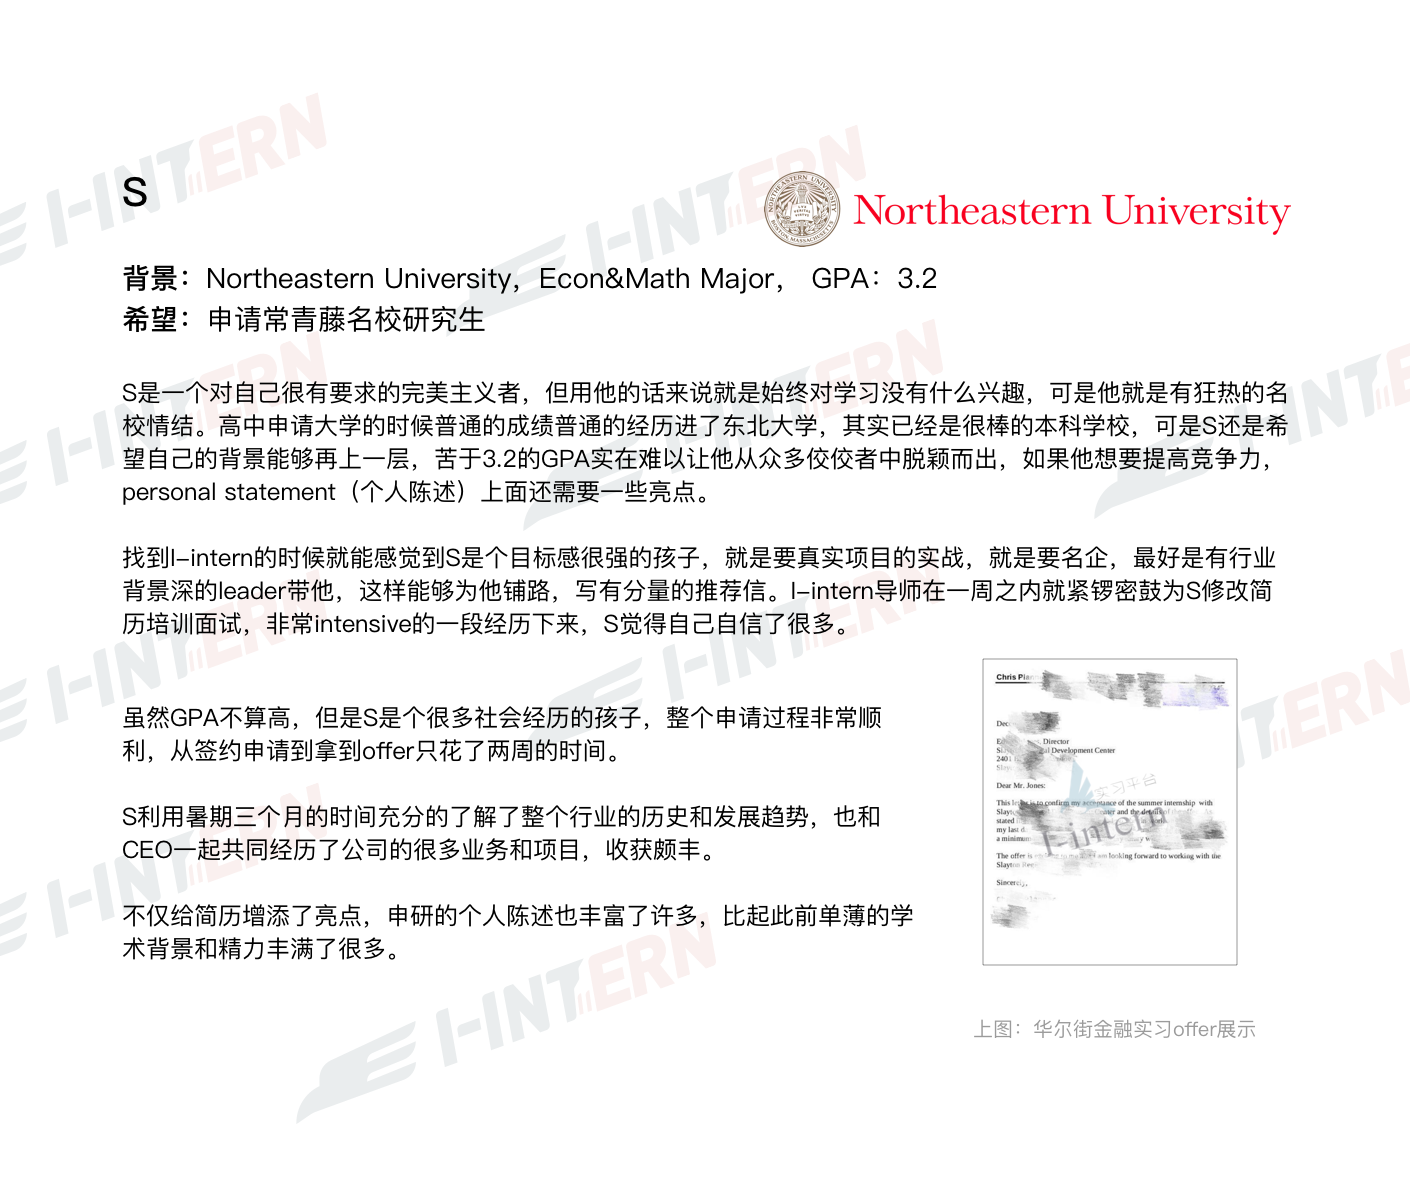 S
Northeastern University
背景：Northeastern University，Econ&Math Major， GPA：3.2
希望：申请常青藤名校研究生
S是一个对自己很有要求的完美主义者，但用他的话来说就是始终对学习没有什么兴趣，可是他就是有狂热的名
校情结。高中申请大学的时候普通的成绩普通的经历进了东北大学，其实已经是很棒的本科学校，可是S还是希
望自己的背景能够再上一层，苦于3.2的GPA实在难以让他从众多佼佼者中脱颖而出，如果他想要提高竞争力，
personal statement（个人陈述）上面还需要一些亮点。
找到I-intern的时候就能感觉到S是个目标感很强的孩子，就是要真实项目的实战，就是要名企，最好是有行业
背景深的leader带他，这样能够为他铺路，写有分量的推荐信。I-intern导师在一周之内就紧锣密鼓为S修改简
历培训面试，非常intensive的一段经历下来，S觉得自己自信了很多。
虽然GPA不算高，但是S是个很多社会经历的孩子，整个申请过程非常顺
利，从签约申请到拿到offer只花了两周的时间。
S利用暑期三个月的时间充分的了解了整个行业的历史和发展趋势，也和
CEO一起共同经历了公司的很多业务和项目，收获颇丰。
不仅给简历增添了亮点，申研的个人陈述也丰富了许多，比起此前单薄的学
术背景和精力丰满了很多。
Chris
Director
Development Center
2401
Dear Mr. Jones:
This to confirm my acceptance of the summer internship with
and the
stated
my last
a minimum
The offer is looking forward to working with the
Slayton
Sincerely,
实习平台
I-intern
上图：华尔街金融实习offer展示
I-INTERN